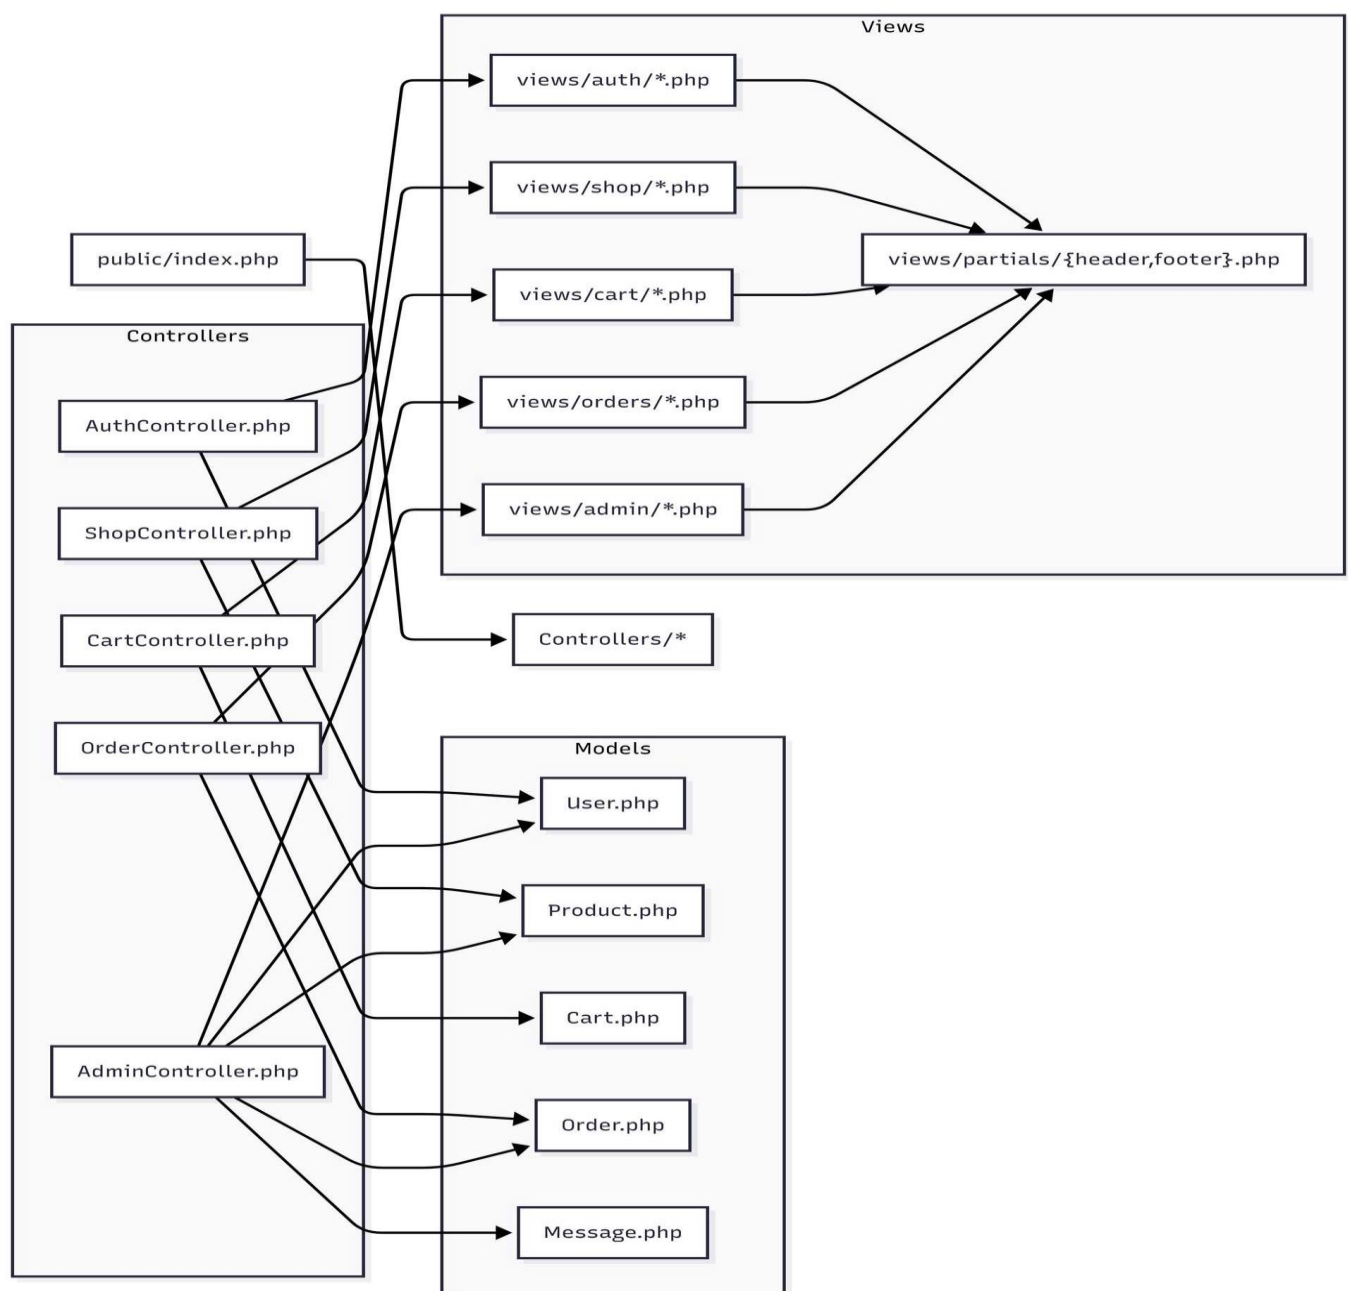 Views
views/auth/*.php
views/shop/*.php
public/index.php
views/partials/{header,footer}.php
views/cart/*.php
Controllers
views/orders/*.php
AuthController.php
views/admin/*.php
ShopController.php
CartController.php
Controllers/*
OrderController.php
Models
User.php
Product.php
Cart.php
AdminController.php
Order.php
Message.php